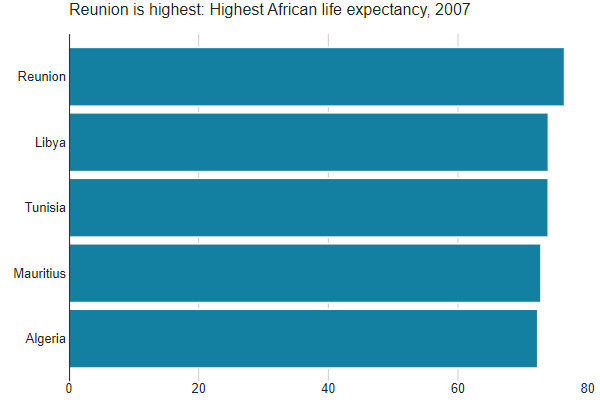 Reunion is highest: Highest African life expectancy, 2007
Reunion
Libya
Tunisia
Mauritius
Algeria
0 20 40 60 80